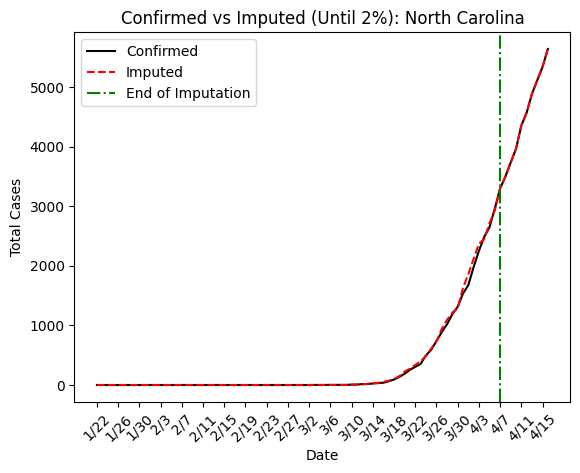 Confirmed vs Imputed (Until 2%): North Carolina
Confirmed
Imputed
End of Imputation
Total Cases
5000
4000
3000
2000
1000
0
1/22 1/26 1/30 2/3 2/7 2/11 2/15 2/19 2/23 2/27 3/2 3/6 3/10 3/14 3/18 3/22 3/26 3/30 4/3 4/7 4/11 4/15
Date